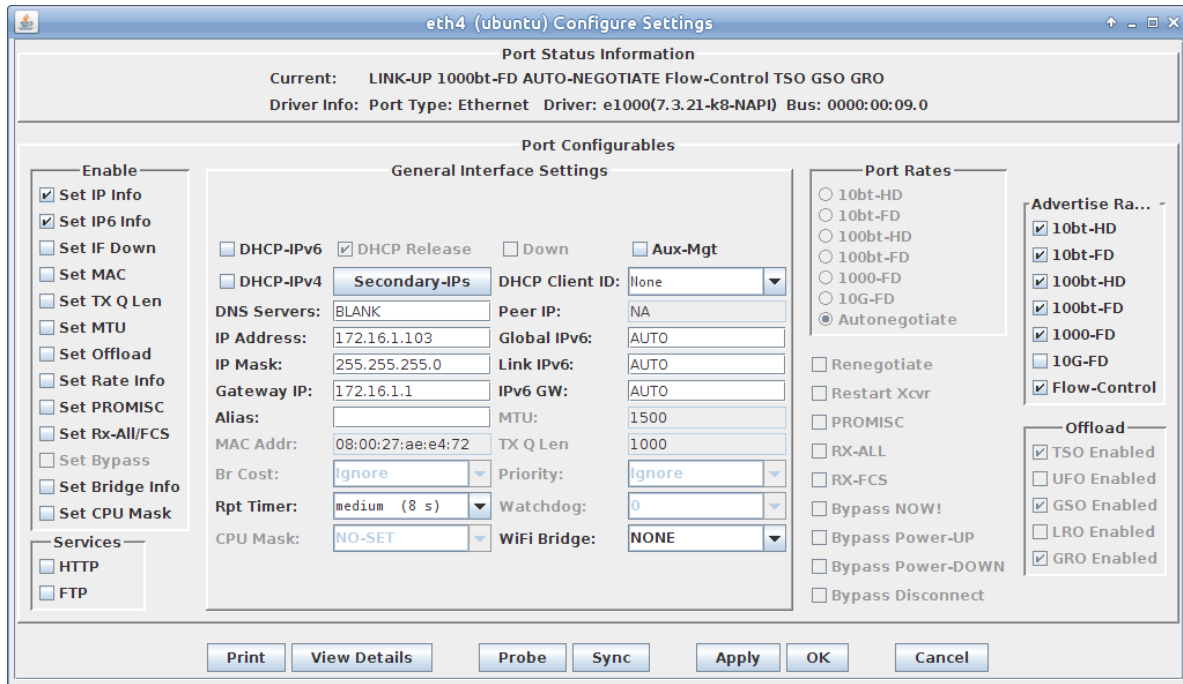 eth4 (ubuntu) Configure Settings
Port Status Information
Current: LINK-UP 1000bt-FD AUTO-NEGOTIATE Flow-Control TSO GSO GRO
Driver Info: Port Type: Ethernet Driver: e1000(7.3.21-k8-NAPI) Bus: 0000:00:09.0
Port Configurables
Enable
Set IP Info
Set IP6 Info
Set IF Down
Set MAC
Set TX Q Len
Set MTU
Set Offload
Set Rate Info
Set PROMISC
Set Rx-All/FCS
Set Bypass
Set Bridge Info
Set CPU Mask
Services
HTTP
FTP
General Interface Settings
DHCP-IPv6 DHCP Release Down Aux-Mgt
DHCP-IPv4 Secondary-IPs DHCP Client ID: None
DNS Servers: BLANK Peer IP: NA
IP Address: 172.16.1.103 Global IPv6: AUTO
IP Mask: 255.255.255.0 Link IPv6: AUTO
Gateway IP: 172.16.1.1 IPv6 GW: AUTO
Alias: MTU: 1500
MAC Addr: 08:00:27:ae:e4:72 TX Q Len 1000
Br Cost: Ignore Priority: Ignore
Rpt Timer: medium (8 s) Watchdog: 0
CPU Mask: NO-SET WiFi Bridge: NONE
Port Rates
10bt-HD
10bt-FD
100bt-HD
100bt-FD
1000-FD
10G-FD
Autonegotiate
Renegotiate
Restart Xcvr
PROMISC
RX-ALL
RX-FCS
Bypass NOW!
Bypass Power-UP
Bypass Power-DOWN
Bypass Disconnect
Advertise Ra...
10bt-HD
10bt-FD
100bt-HD
100bt-FD
1000-FD
10G-FD
Flow-Control
Offload
TSO Enabled
UFO Enabled
GSO Enabled
LRO Enabled
GRO Enabled
Print View Details Probe Sync Apply OK Cancel